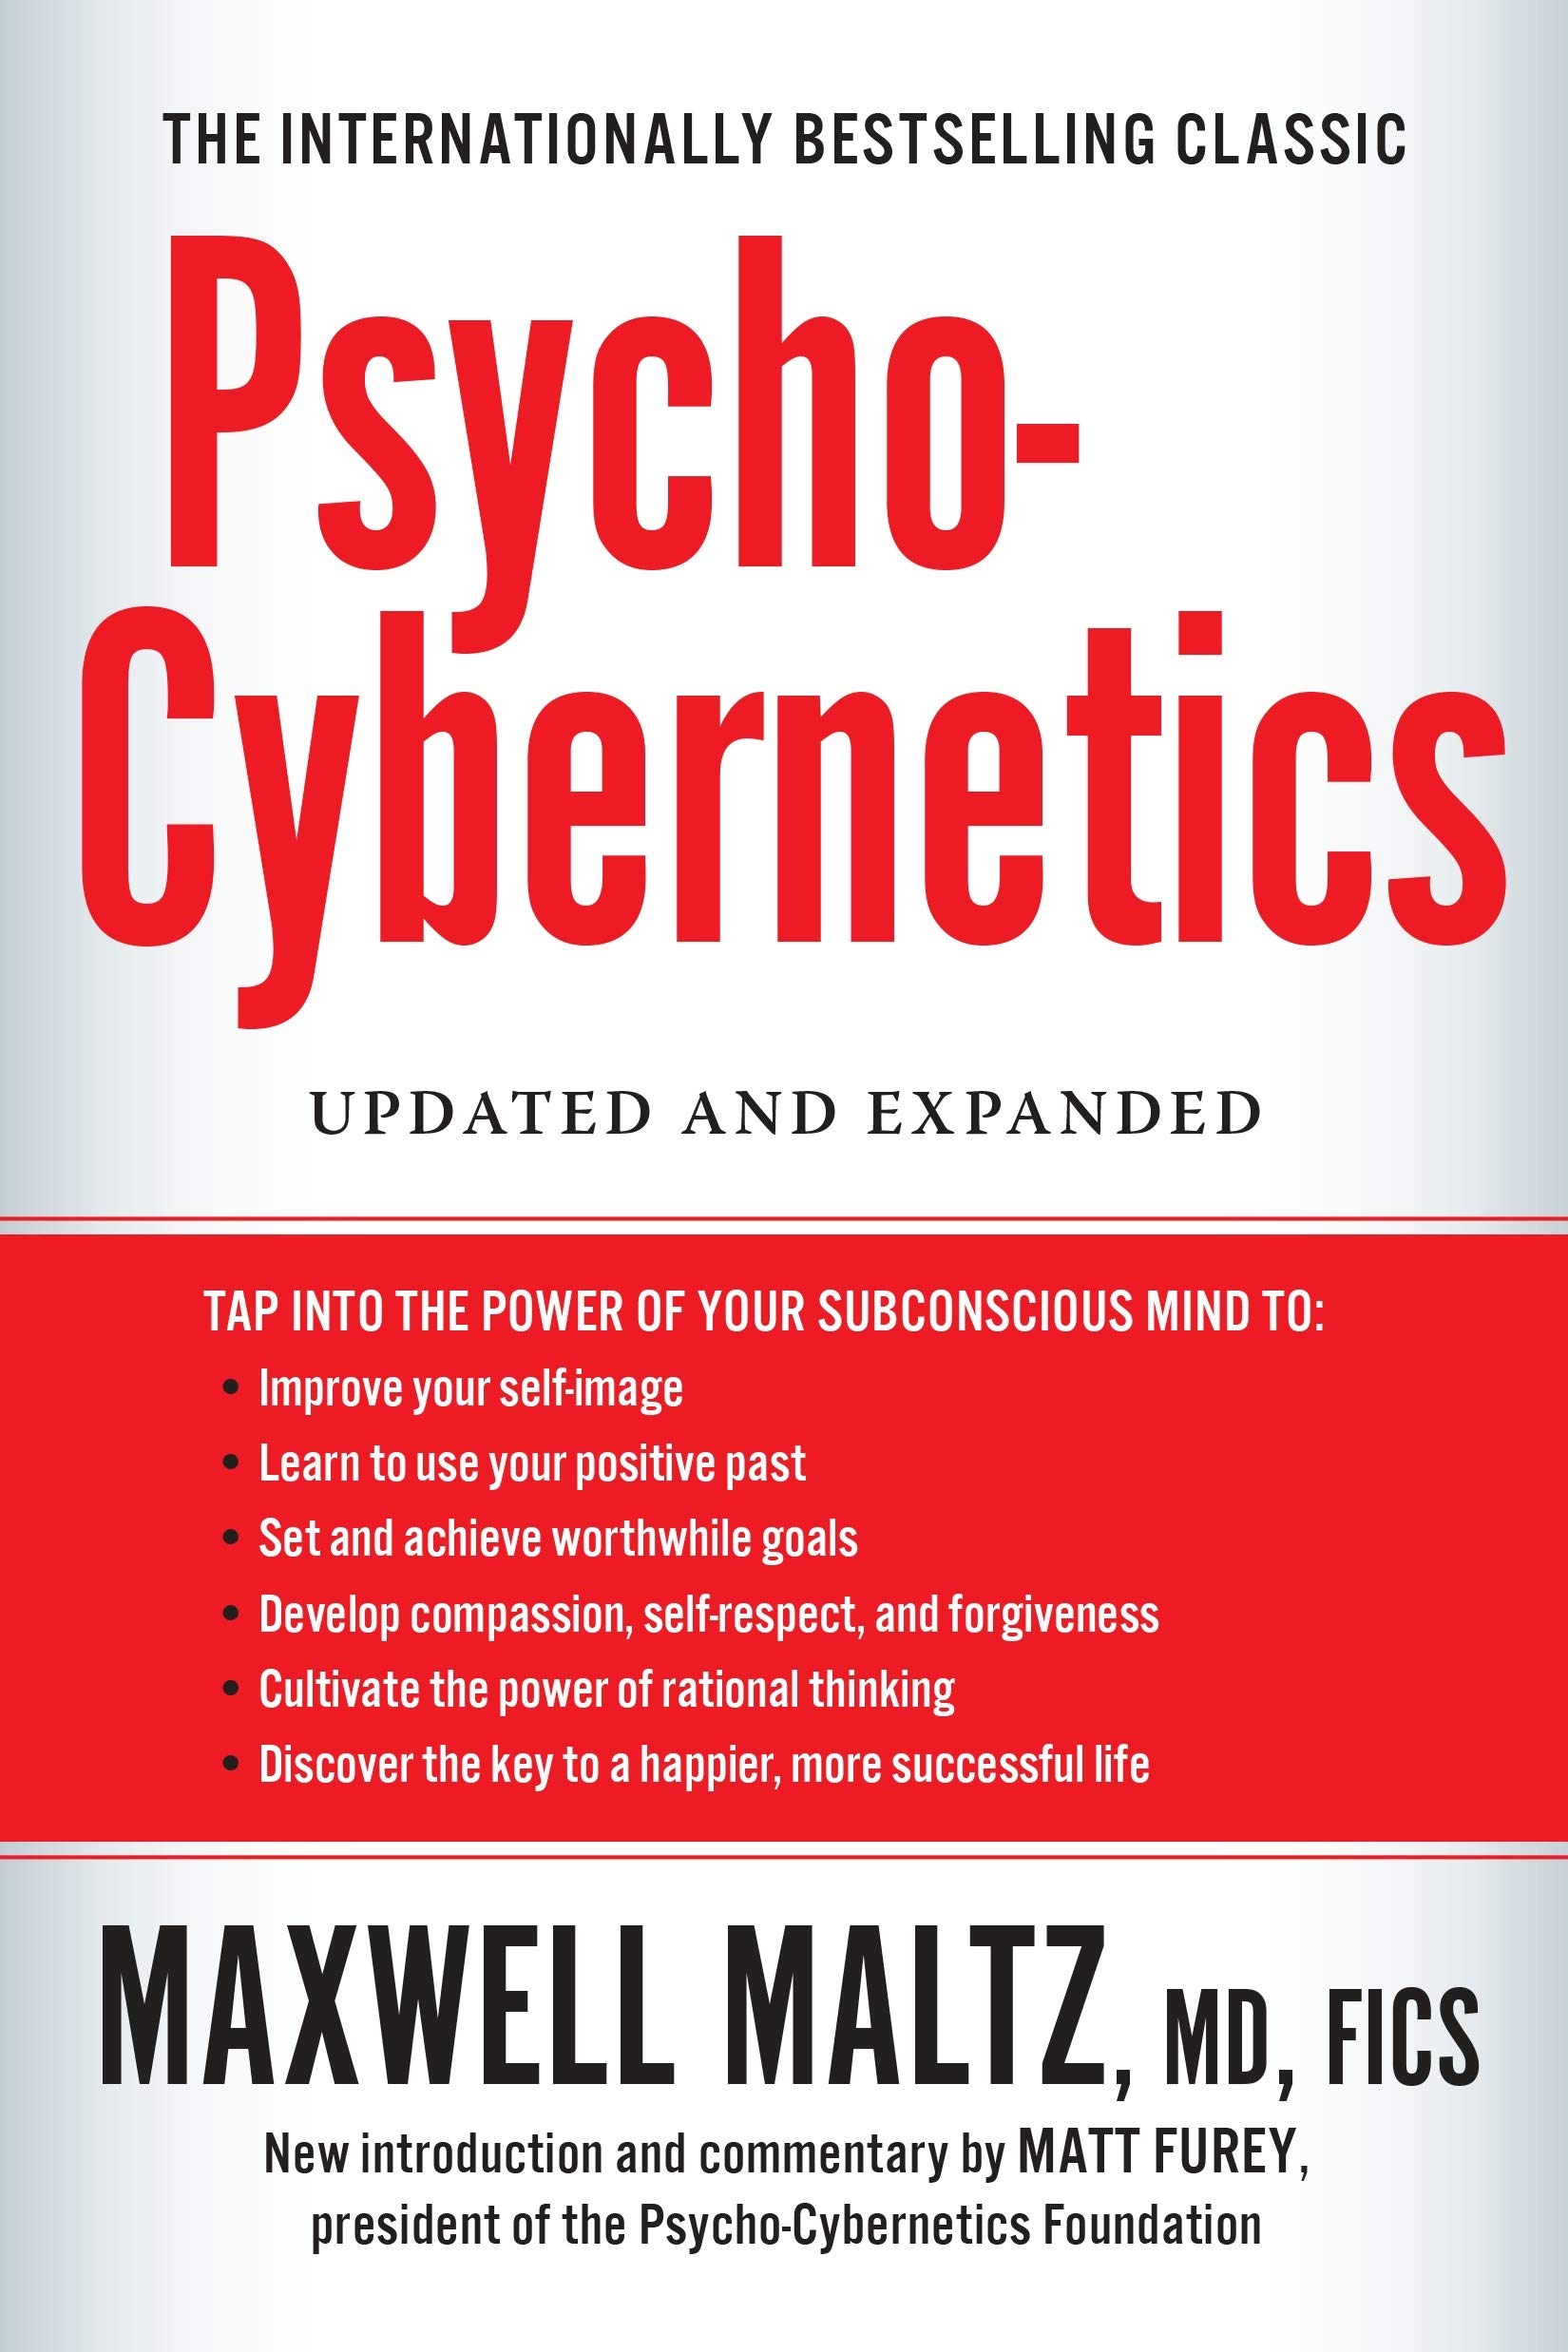 THE INTERNATIONALLY BESTSELLING CLASSIC
Psycho-
Cybernetics
UPDATED AND EXPANDED
TAP INTO THE POWER OF YOUR SUBCONSCIOUS MIND TO:
• Improve your self-image
• Learn to use your positive past
• Set and achieve worthwhile goals
• Develop compassion, self-respect, and forgiveness
• Cultivate the power of rational thinking
• Discover the key to a happier, more successful life
MAXWELL MALTZ, MD, FICS
New introduction and commentary by MATT FUREY,
president of the Psycho-Cybernetics Foundation